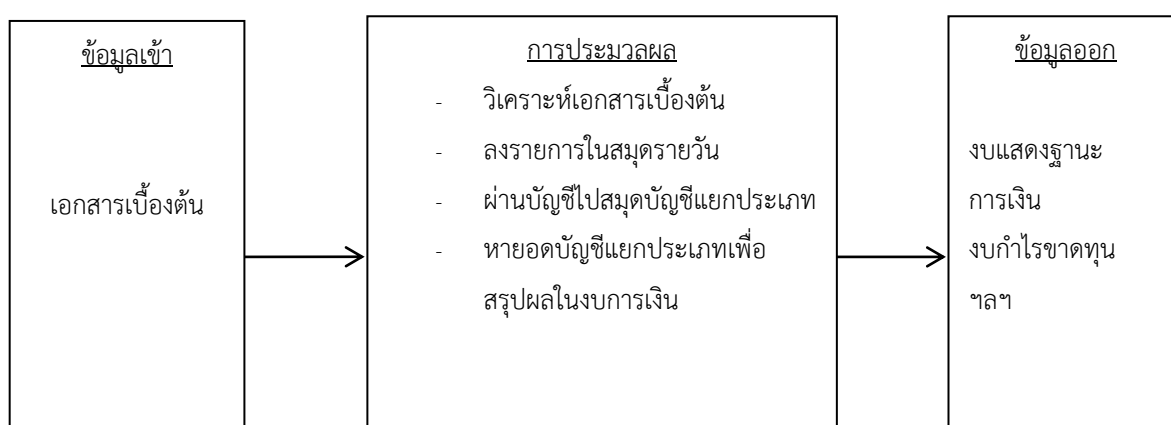 ข้อมูลเข้า
เอกสารเบื้องต้น
การประมวลผล
- วิเคราะห์เอกสารเบื้องต้น
- ลงรายการในสมุดรายวัน
- ผ่านบัญชีไปสมุดบัญชีแยกประเภท
- หายอดบัญชีแยกประเภทเพื่อ
สรุปผลในงบการเงิน
ข้อมูลออก
งบแสดงฐานะ
การเงิน
งบกำไรขาดทุน
ฯลฯ